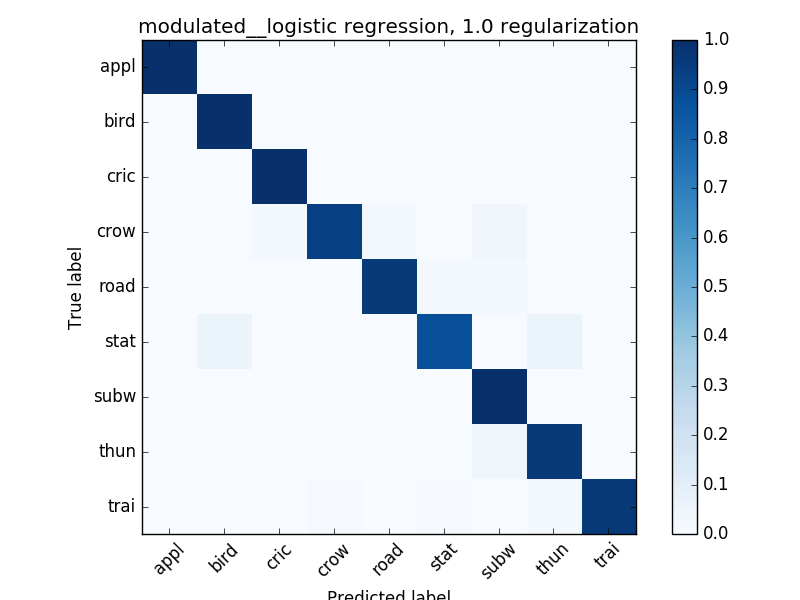 modulated__logistic regression, 1.0 regularization
True label
appl
bird
cric
crow
road
stat
subw
thun
trai
appl
bird
cric
crow
road
stat
subw
thun
trai
Predicted label
1.0
0.9
0.8
0.7
0.6
0.5
0.4
0.3
0.2
0.1
0.0